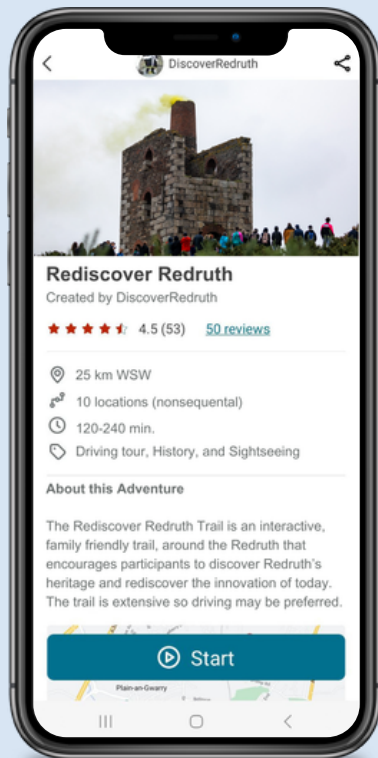 DiscoverRedruth
Rediscover Redruth
Created by DiscoverRedruth
4.5 (53) 50 reviews
25 km WSW
10 locations (nonsequental)
120-240 min.
Driving tour, History, and Sightseeing
About this Adventure
The Rediscover Redruth Trail is an interactive,
family friendly trail, around the Redruth that
encourages participants to discover Redruth's
heritage and rediscover the innovation of today.
The trail is extensive so driving may be preferred.
Start
Plain-an-Gwarry